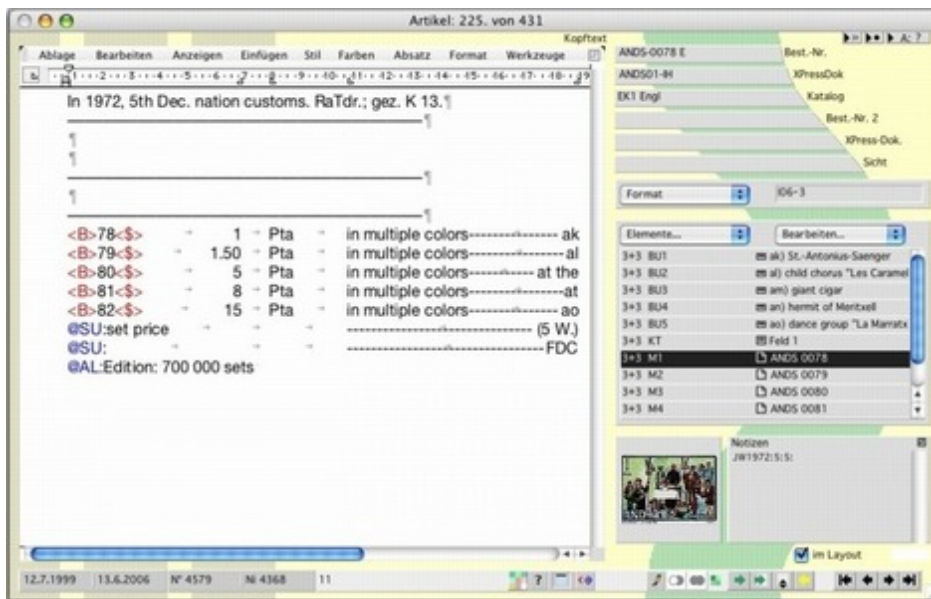 Artikel: 225. von 431
Kopftext
Ablage Bearbeiten Anzeigen Einfügen Stil Farben Absatz Format Werkzeuge
In 1972, 5th Dec. nation customs. RaTdr.; gez. K 13.¶
¶
¶
¶
¶
¶
¶
<B>78<$> 1 Pta in multiple colors---------------- ak
<B>79<$> 1.50 Pta in multiple colors---------------- al
<B>80<$> 5 Pta in multiple colors------------ at the
<B>81<$> 8 Pta in multiple colors----------------at
<B>82<$> 15 Pta in multiple colors---------------- ao
@SU:set price -------------------------------- (5 W.)
@SU: ---------------------------------- FDC
@AL:Edition: 700 000 sets
ANDS-0078 E Best.-Nr.
ANDS01-IH XPressDok
EK1 Engl Katalog
Best.-Nr. 2
XPress-Dok.
Sicht
Format I06-3
Elemente... Bearbeiten...
3+3 BU1 ak) St.-Antonius-Saenger
3+3 BU2 al) child chorus "Les Caramel
3+3 BU3 am) giant cigar
3+3 BU4 an) hermit of Meritxell
3+3 BU5 ao) dance group "La Marratx
3+3 KT Feld 1
3+3 M1 ANDS 0078
3+3 M2 ANDS 0079
3+3 M3 ANDS 0080
3+3 M4 ANDS 0081
Notizen
JW1972:S:S:
im Layout
12.7.1999 13.6.2006 N° 4579 Ni 4368 11 ?